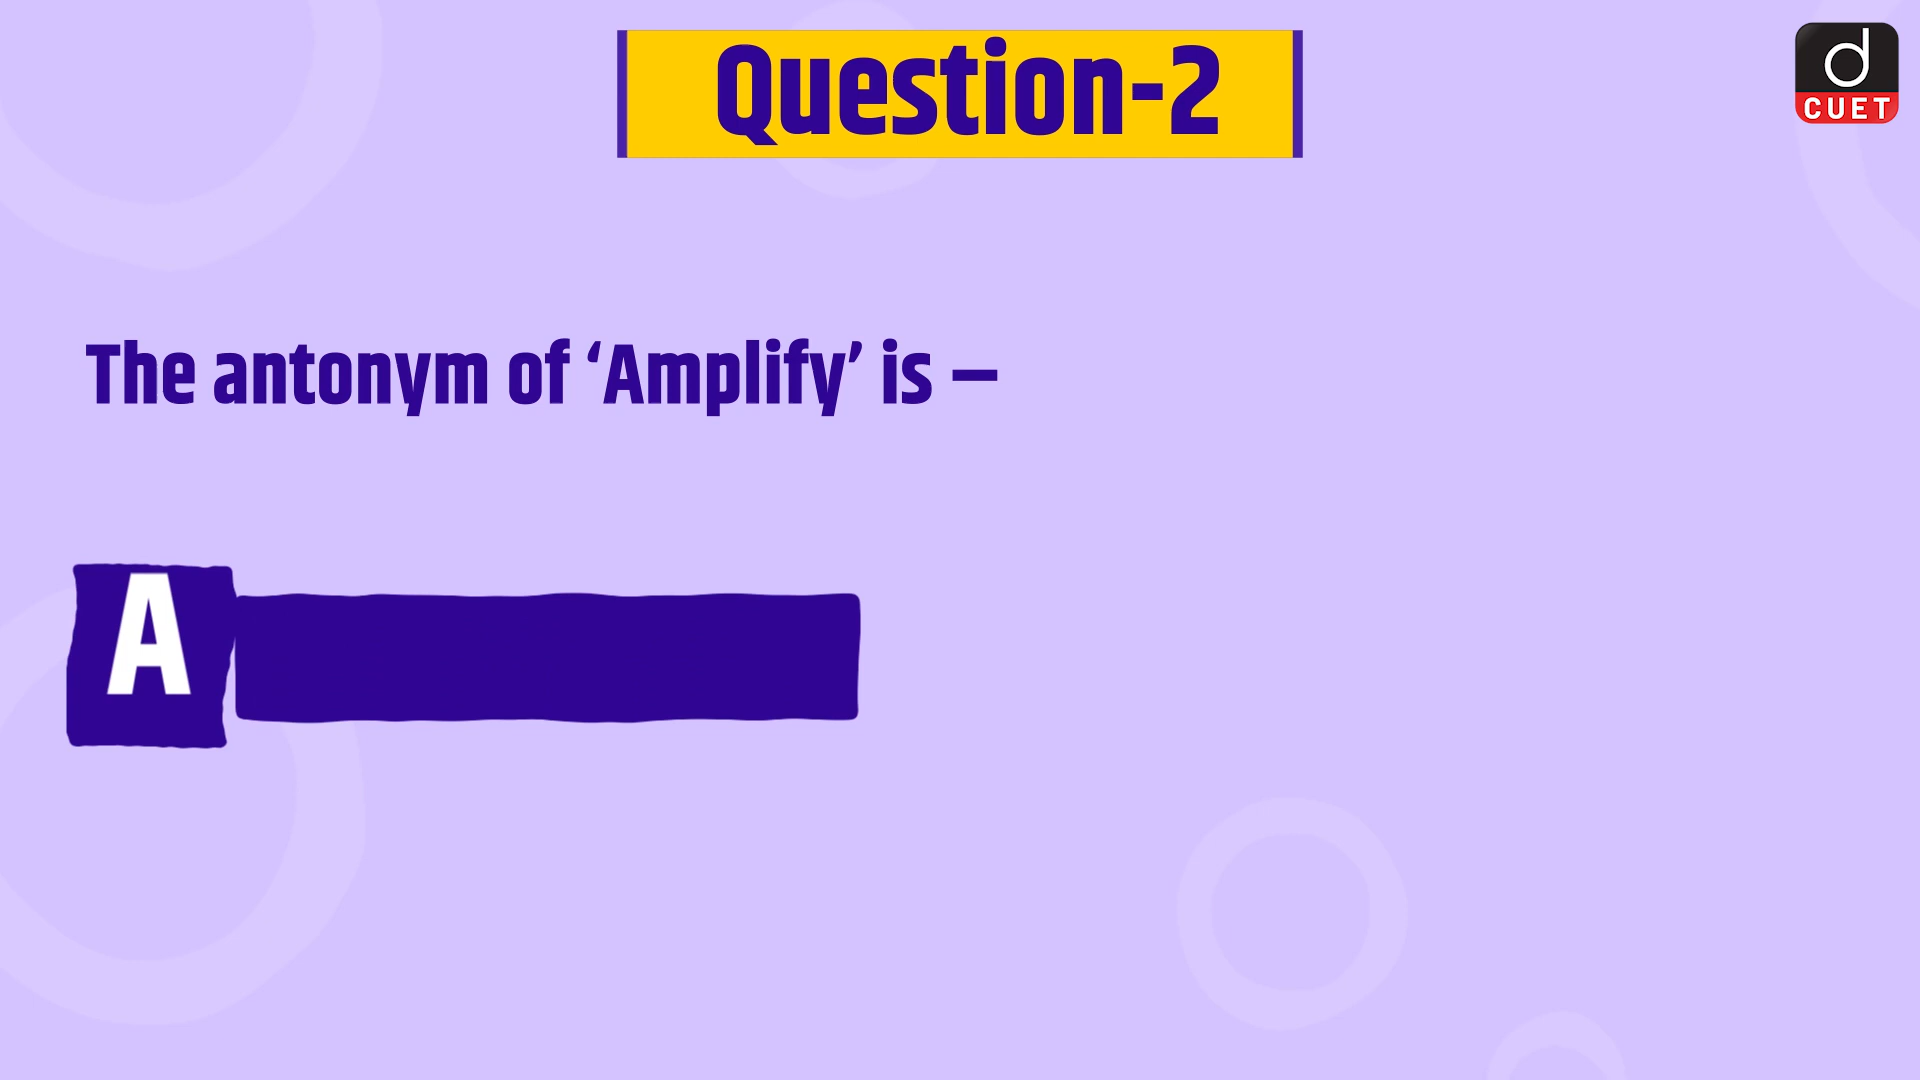 Question-2
d
CUET
The antonym of ‘Amplify’ is –
A